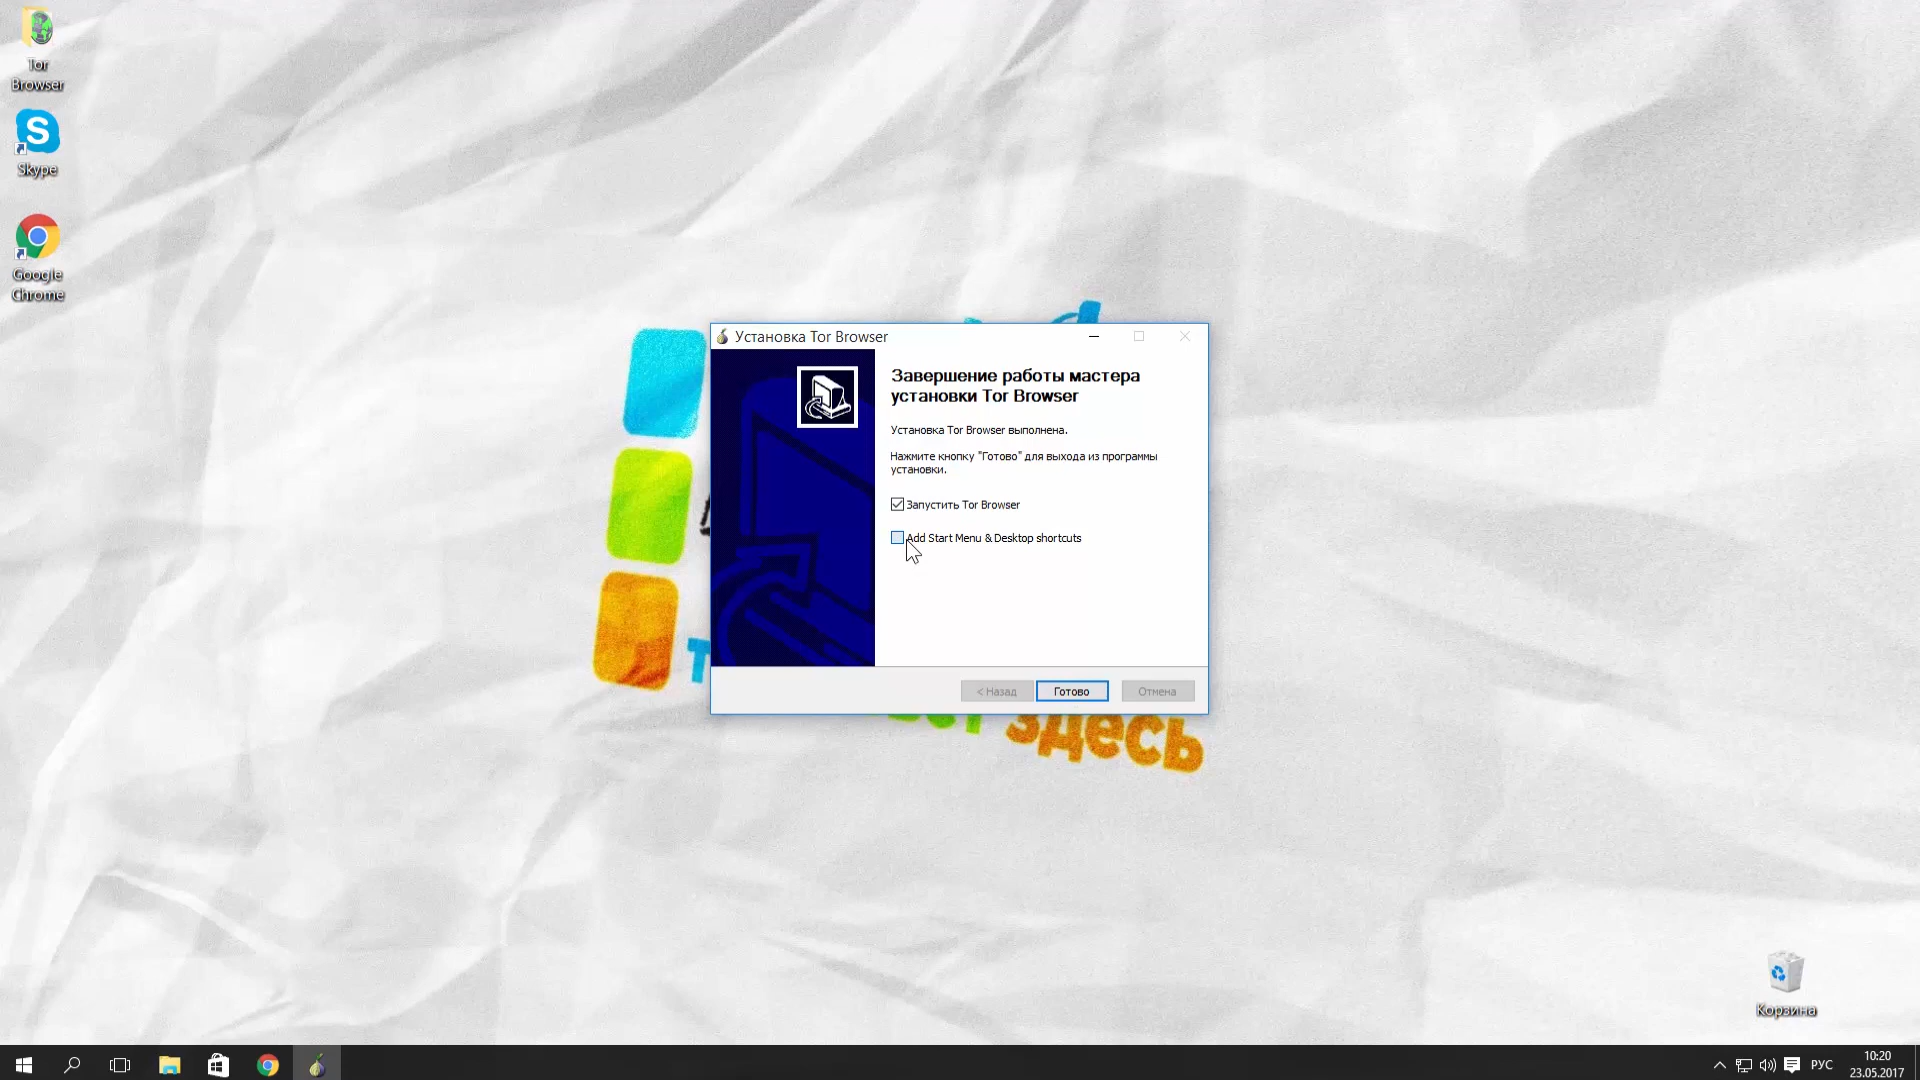 Tor
Browser
Skype
Google
Chrome
Установка Tor Browser
Завершение работы мастера
установки Tor Browser
Установка Tor Browser выполнена.
Нажмите кнопку "Готово" для выхода из программы
установки.
Запустить Tor Browser
Add Start Menu & Desktop shortcuts
< Назад
Готово
Отмена
здесь
Корзина
РУС
10:20
23.05.2017